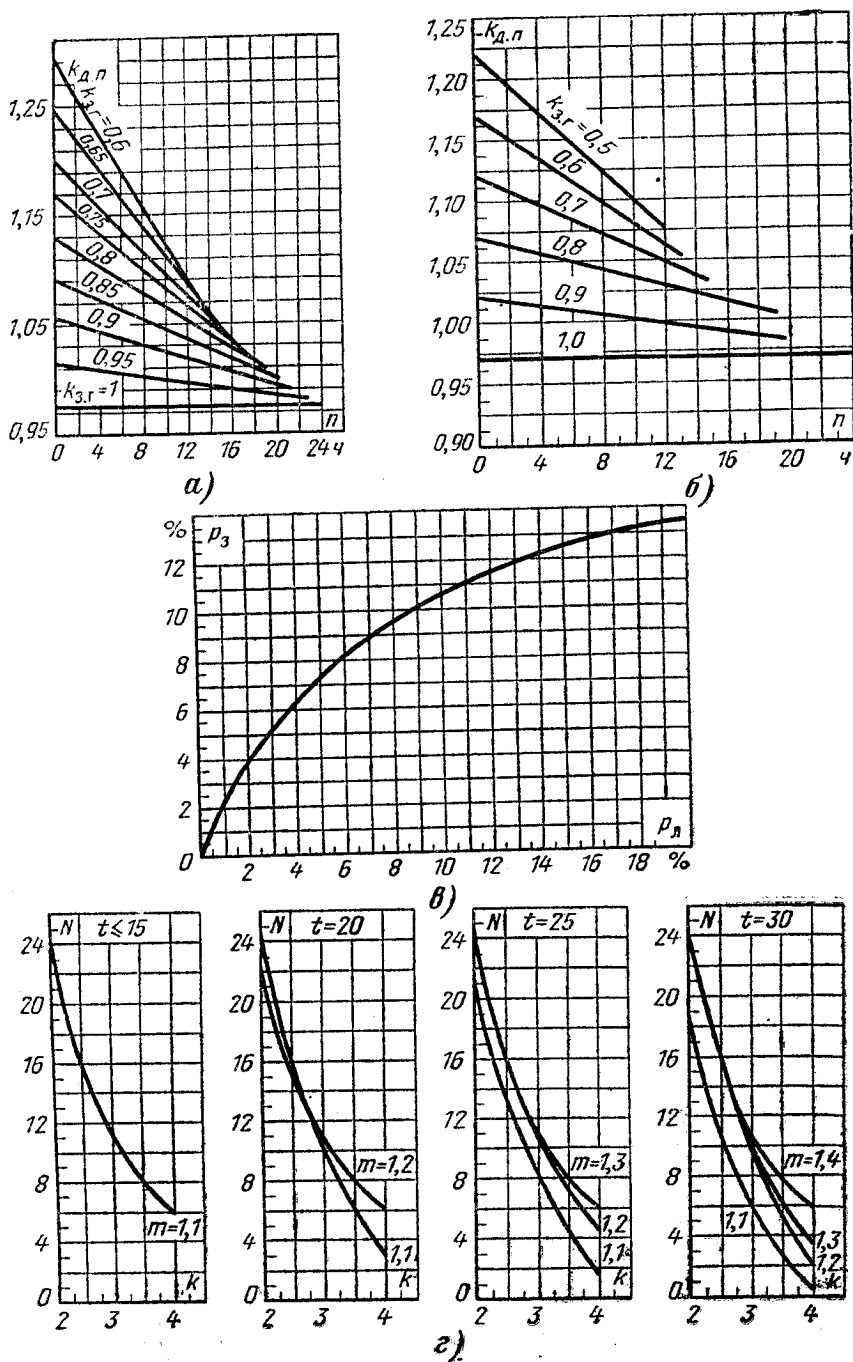 k_д.п
k_з.г=0,6
1,25
0,65
0,7
0,75
1,15
0,8
0,85
1,05
0,9
0,95
k_з.г=1
0,95
n
0 4 8 12 16 20 24 ч
а)
1,25
k_д.п
1,20
k_з.г=0,5
1,15
0,6
0,7
1,10
0,8
1,05
0,9
1,00
1,0
0,95
n
0,90
0 4 8 12 16 20 ч
б)
% p_з
12
10
8
6
4
2
p_л
0
2 4 6 8 10 12 14 16 18 %
в)
N t≤15
24
20
16
12
8
m=1,1
4
k
0
2 3 4
N t=20
24
20
16
12
m=1,2
8
4
1,1
k
0
2 3 4
N t=25
24
20
16
12
m=1,3
8
1,2
4
1,1
k
0
2 3 4
N t=30
24
20
16
12
m=1,4
8
1,1
4
1,3
1,2
k
0
2 3 4
г)